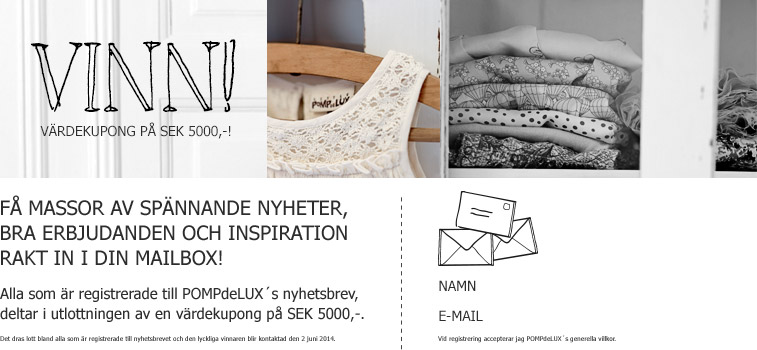 VINN!
VÄRDEKUPONG PÅ SEK 5000,-!
POMPdeLUX
FÅ MASSOR AV SPÄNNANDE NYHETER,
BRA ERBJUDANDEN OCH INSPIRATION
RAKT IN I DIN MAILBOX!
Alla som är registrerade till POMPdeLUX´s nyhetsbrev,
deltar i utlottningen av en värdekupong på SEK 5000,-.
Det dras lott bland alla som är registrerade till nyhetsbrevet och den lyckliga vinnaren blir kontaktad den 2 juni 2014.
NAMN
E-MAIL
Vid registrering accepterar jag POMPdeLUX´s generella villkor.